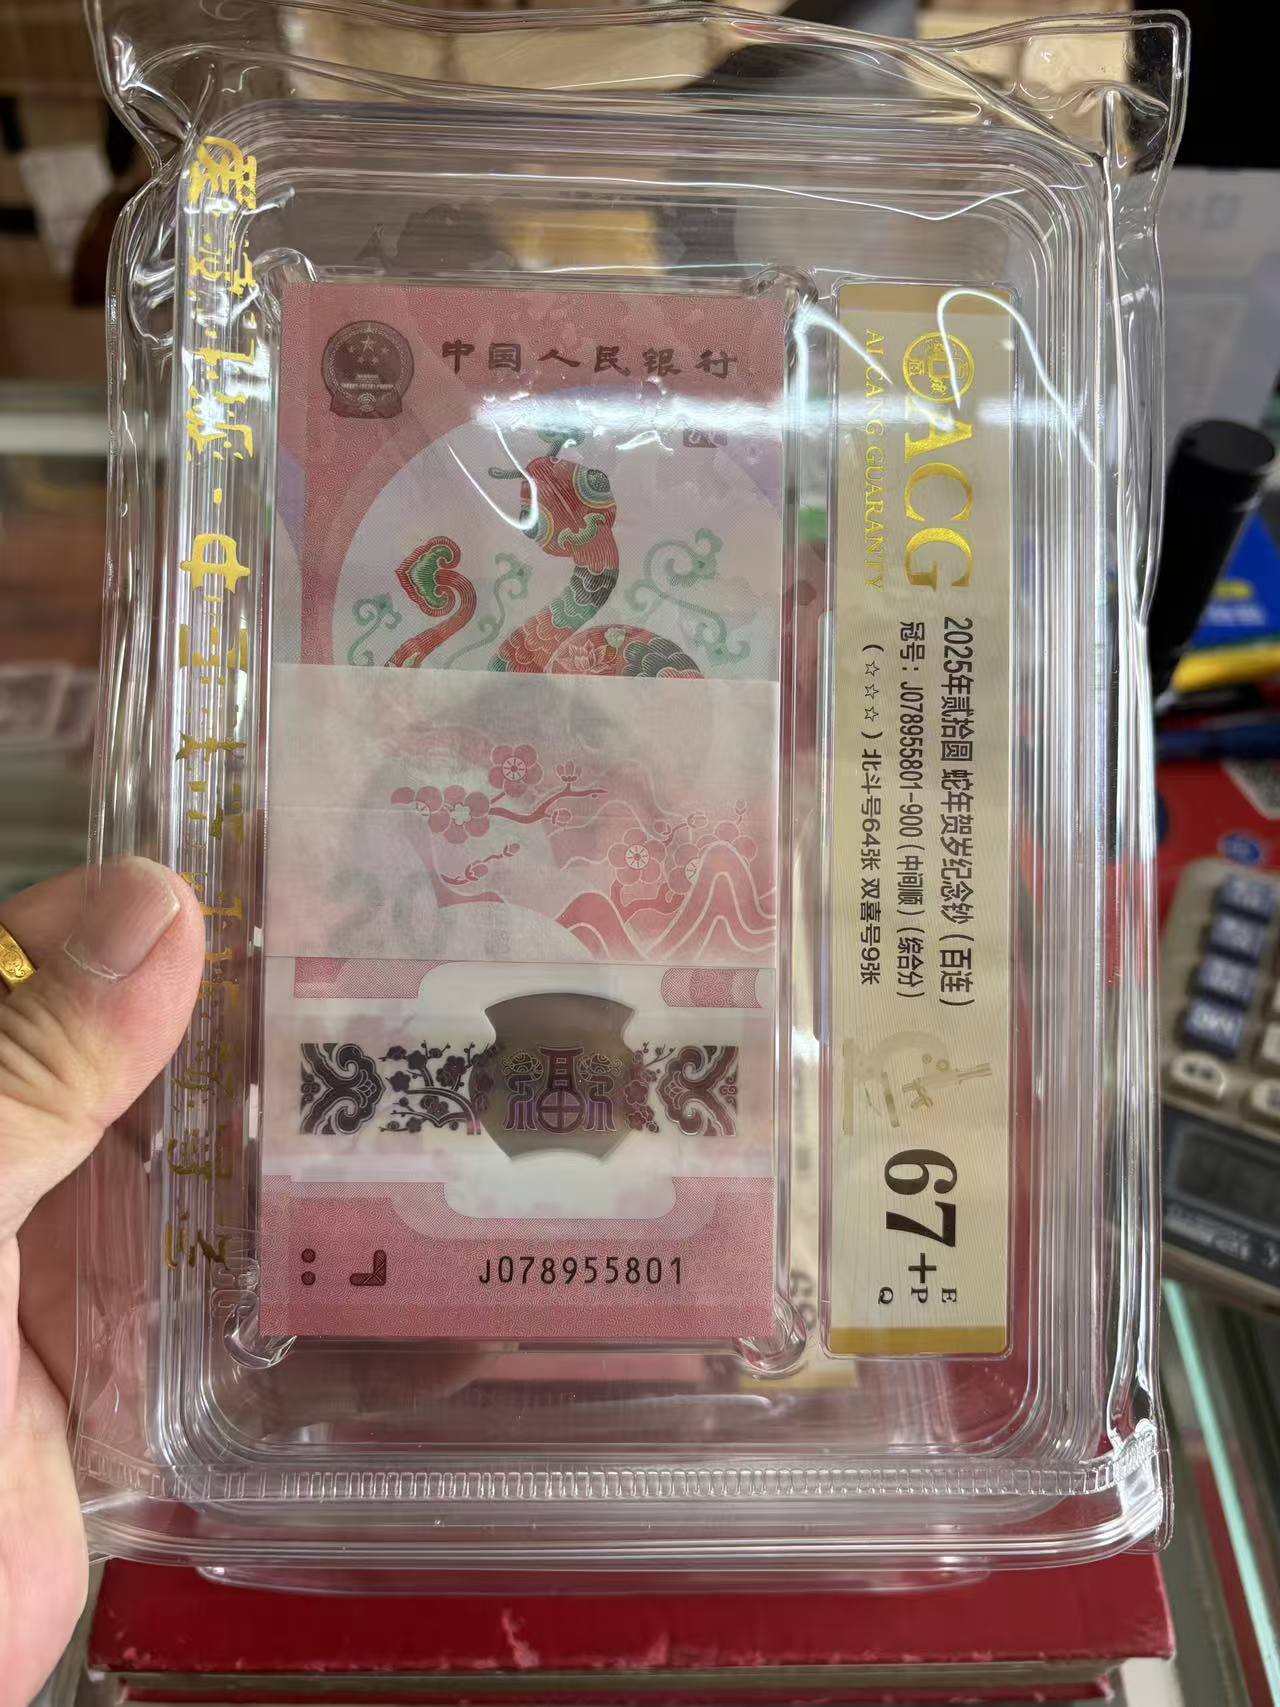 中国人民银行
J078955801
ACG
AI CANG GUARANTY
2025年贰拾圆 蛇年贺岁纪念钞（百连）
冠号：J078955801-900（中间顺）（综合分）
（☆☆☆）北斗号64张 双喜号9张
67+
E
P
Q